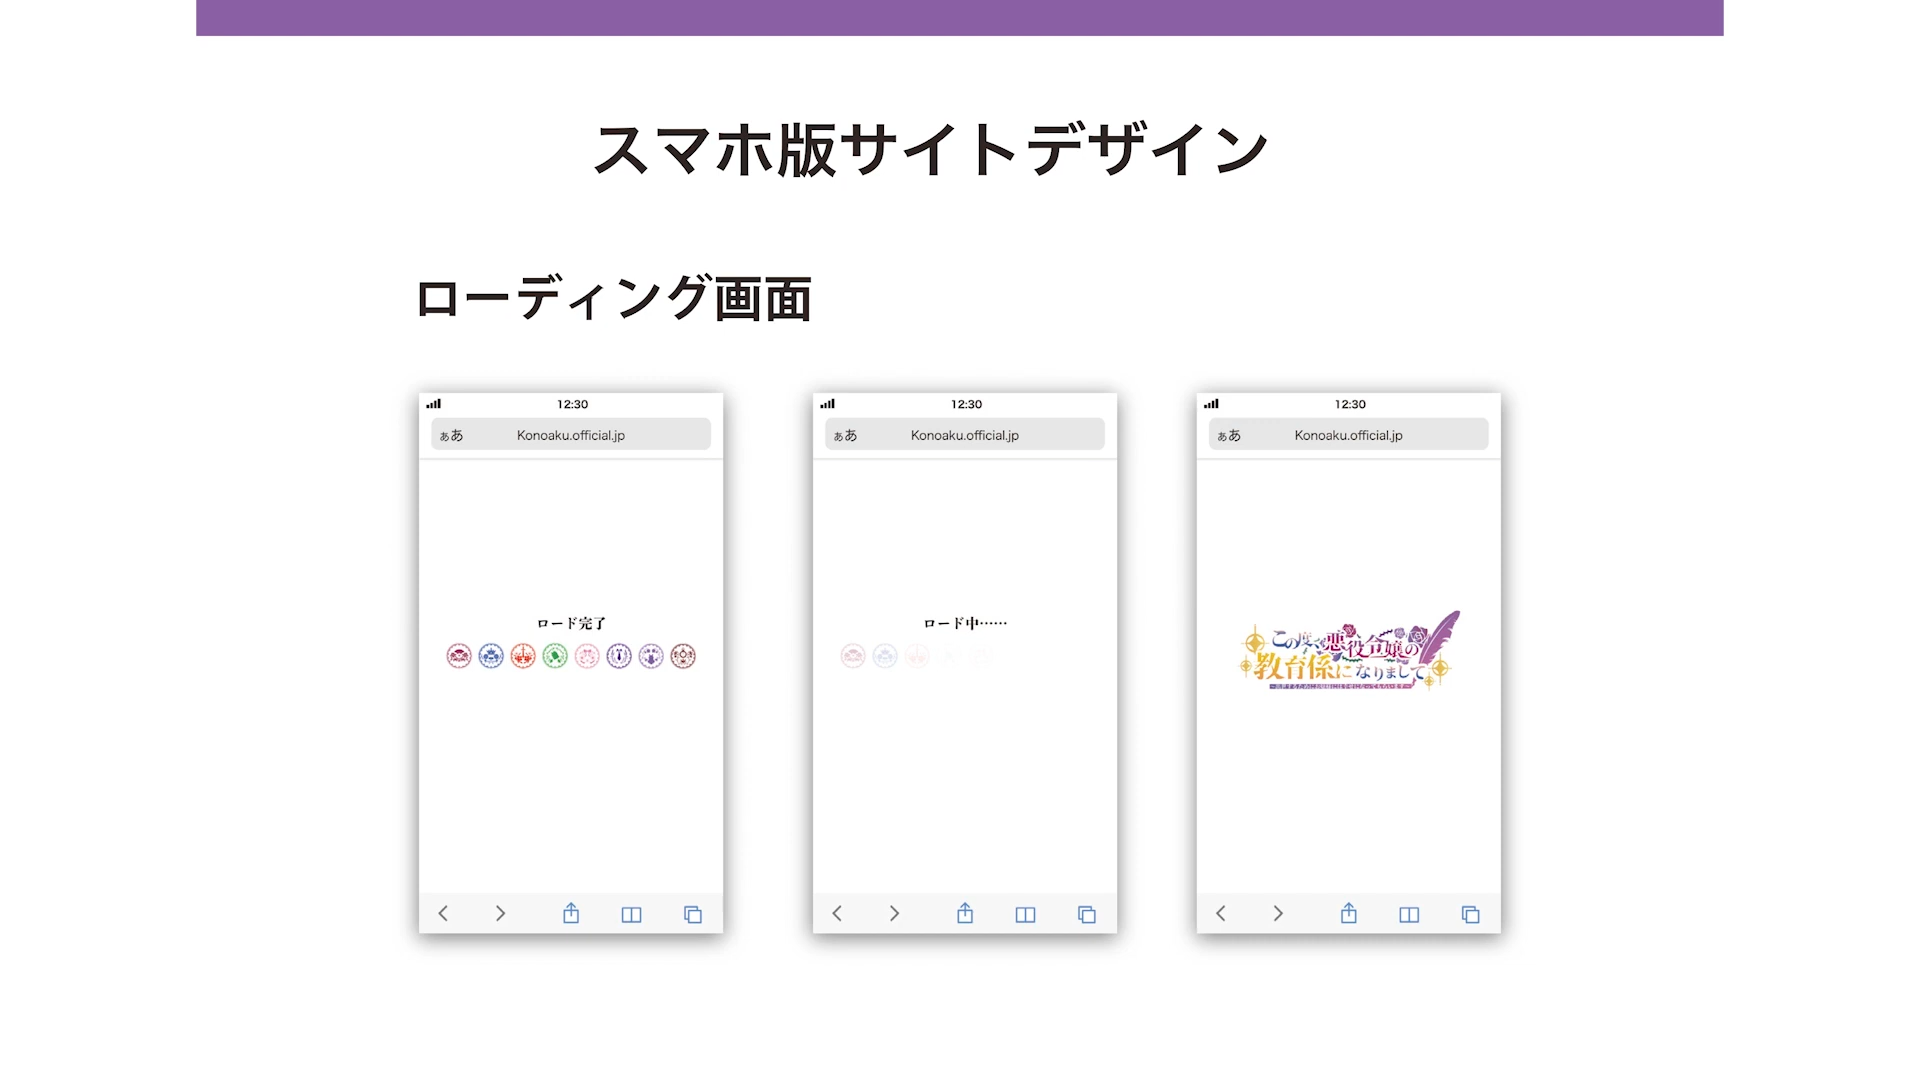 スマホ版サイトデザイン
ローディング画面
12:30
ぁあ Konoaku.official.jp
ロード完了
12:30
ぁあ Konoaku.official.jp
ロード中……
12:30
ぁあ Konoaku.official.jp
この度、悪役令嬢の
教育係になりまして